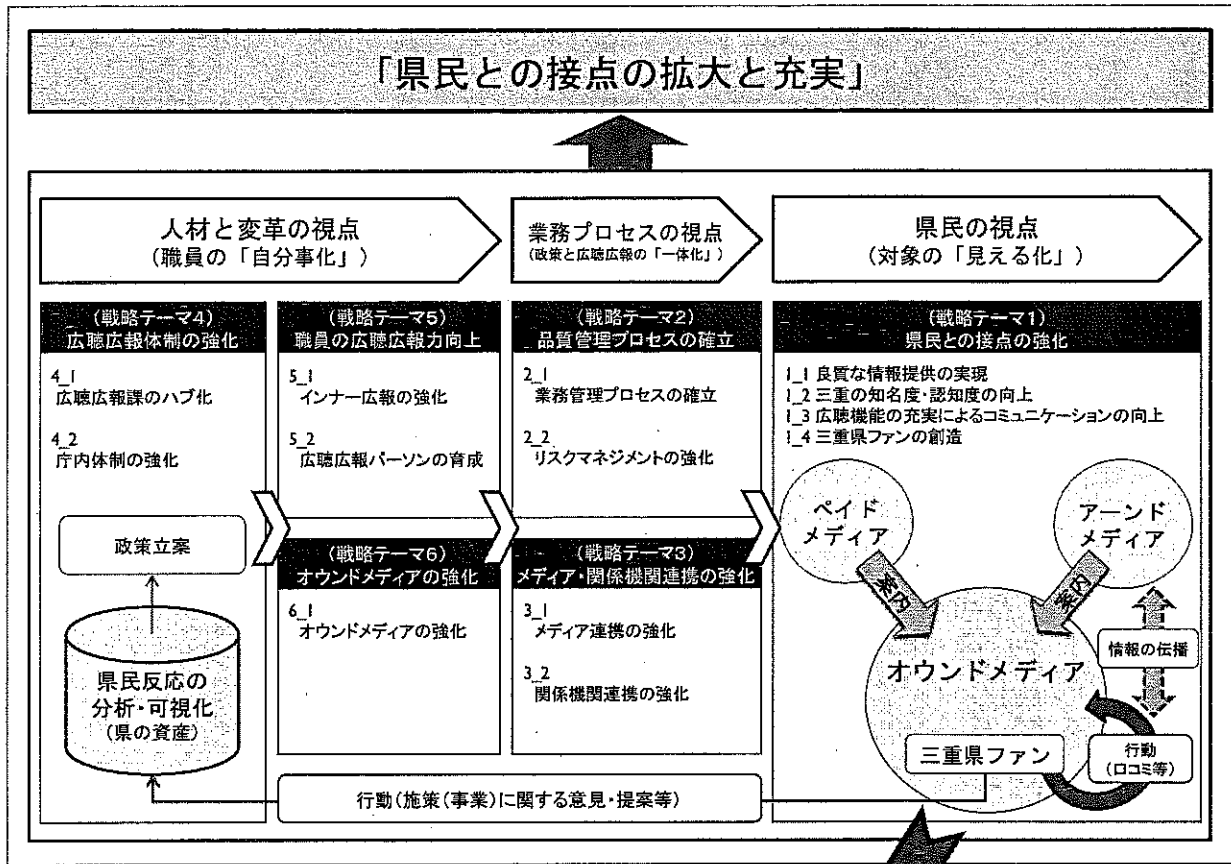 「県民との接点の拡大と充実」
人材と変革の視点
(職員の「自分事化」)
業務プロセスの視点
(政策と広聴広報の「一体化」)
県民の視点
(対象の「見える化」)
(戦略テーマ4)
広聴広報体制の強化
4_1
広聴広報課のハブ化
4_2
庁内体制の強化
政策立案
県民反応の
分析・可視化
(県の資産)
(戦略テーマ5)
職員の広聴広報力向上
5_1
インナー広報の強化
5_2
広聴広報パーソンの育成
(戦略テーマ6)
オウンドメディアの強化
6_1
オウンドメディアの強化
(戦略テーマ2)
品質管理プロセスの確立
2_1
業務管理プロセスの確立
2_2
リスクマネジメントの強化
(戦略テーマ3)
メディア・関係機関連携の強化
3_1
メディア連携の強化
3_2
関係機関連携の強化
(戦略テーマ1)
県民との接点の強化
1_1 良質な情報提供の実現
1_2 三重の知名度・認知度の向上
1_3 広聴機能の充実によるコミュニケーションの向上
1_4 三重県ファンの創造
ペイド
メディア
アーンド
メディア
案内
案内
オウンドメディア
情報の伝播
三重県ファン
行動
(口コミ等)
行動(施策(事業)に関する意見・提案等)